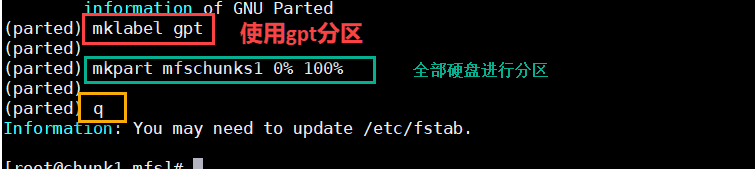 information of GNU Parted
(parted) mklabel gpt 使用gpt分区
(parted)
(parted) mkpart mfschunks1 0% 100% 全部硬盘进行分区
(parted)
(parted) q
Information: You may need to update /etc/fstab.
[root@chunk1 mfs]#